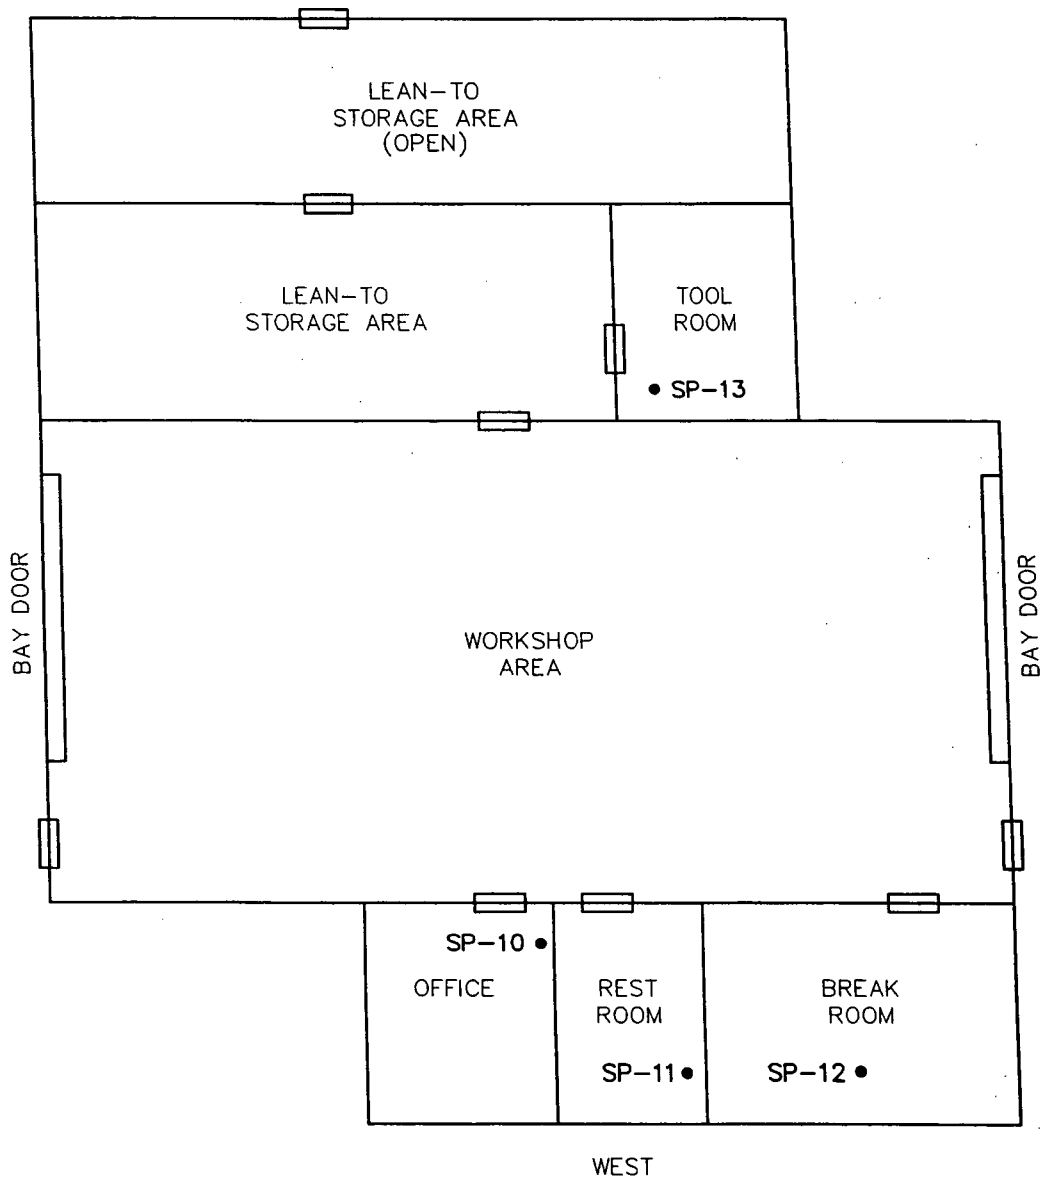 LEAN-TO
STORAGE AREA
(OPEN)
LEAN-TO
STORAGE AREA
TOOL
ROOM
SP-13
BAY DOOR
WORKSHOP
AREA
BAY DOOR
SP-10
OFFICE
REST
ROOM
SP-11
BREAK
ROOM
SP-12
WEST